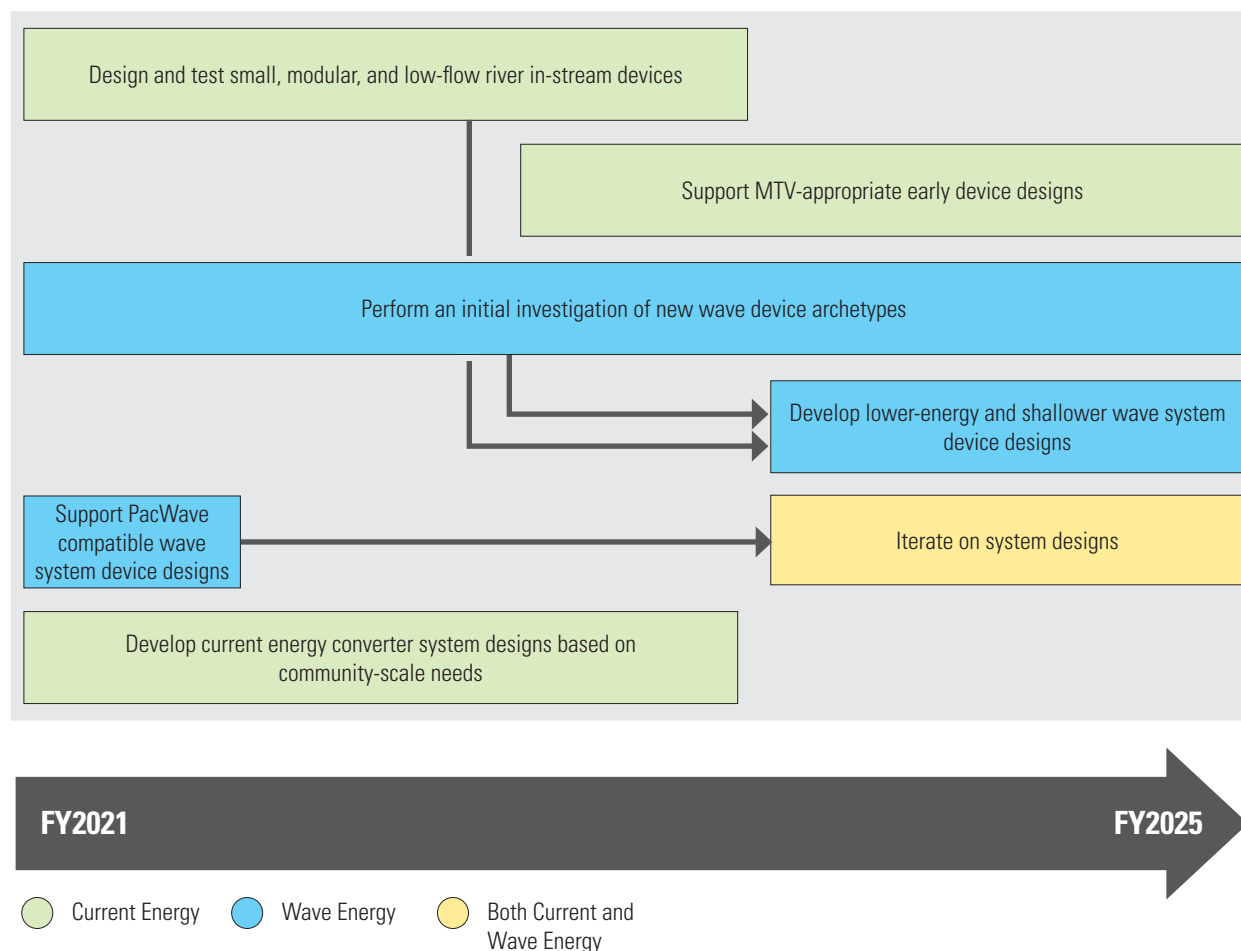 Design and test small, modular, and low-flow river in-stream devices
Support MTV-appropriate early device designs
Perform an initial investigation of new wave device archetypes
Develop lower-energy and shallower wave system
device designs
Support PacWave
compatible wave
system device designs
Iterate on system designs
Develop current energy converter system designs based on
community-scale needs
FY2021
FY2025
Current Energy
Wave Energy
Both Current and
Wave Energy